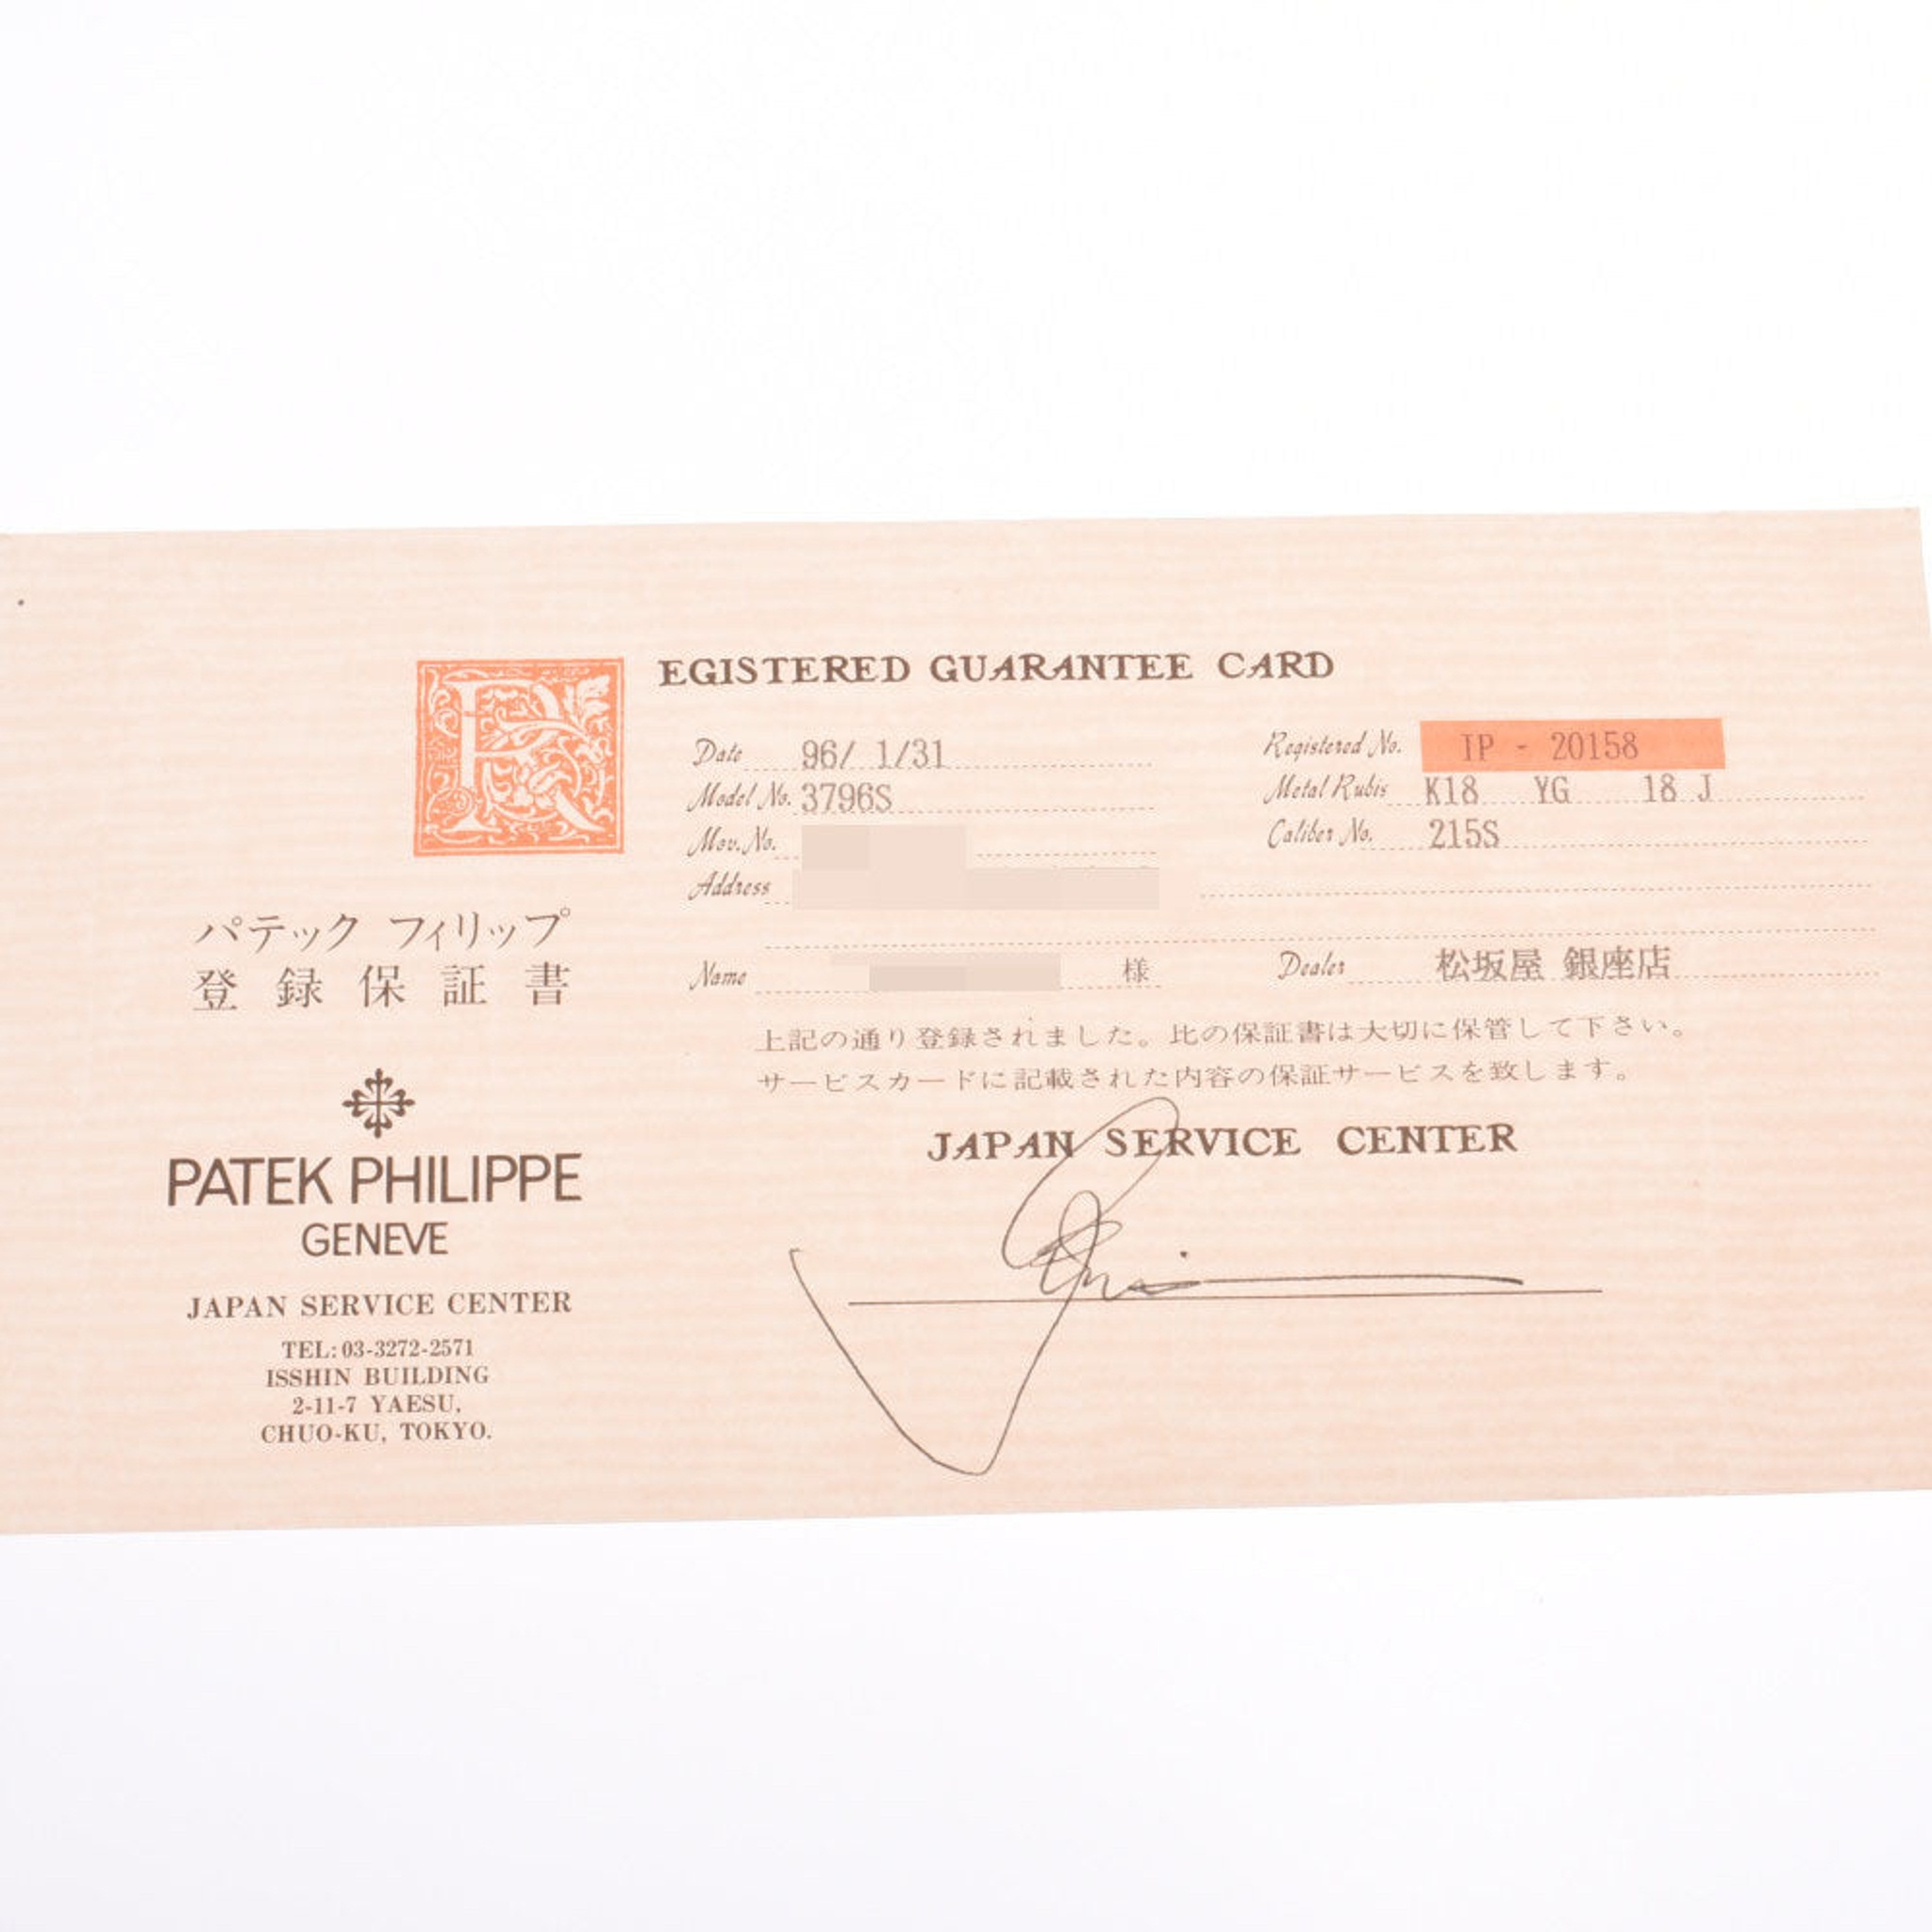 REGISTERED GUARANTEE CARD
Date 96/ 1/31
Registered No. IP - 20158
Model No. 3796S
Metal Rubis K18 YG 18 J
Mov.No.
Caliber No. 215S
Address
Name 様
Dealer 松坂屋 銀座店
上記の通り登録されました。比の保証書は大切に保管して下さい。
サービスカードに記載された内容の保証サービスを致します。
JAPAN SERVICE CENTER
パテック フィリップ
登録保証書
PATEK PHILIPPE
GENEVE
JAPAN SERVICE CENTER
TEL:03-3272-2571
ISSHIN BUILDING
2-11-7 YAESU,
CHUO-KU, TOKYO.